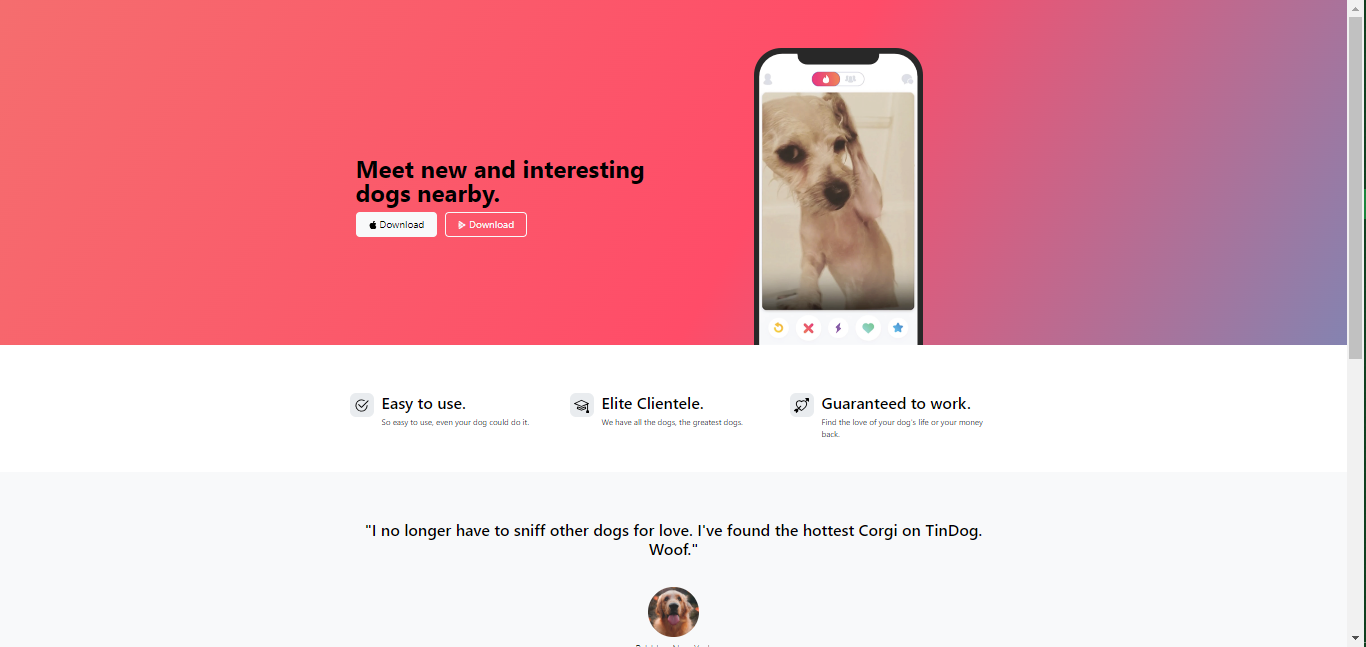 Meet new and interesting
dogs nearby.
Download
Download
Easy to use.
So easy to use, even your dog could do it.
Elite Clientele.
We have all the dogs, the greatest dogs.
Guaranteed to work.
Find the love of your dog's life or your money
back.
"I no longer have to sniff other dogs for love. I've found the hottest Corgi on TinDog.
Woof."